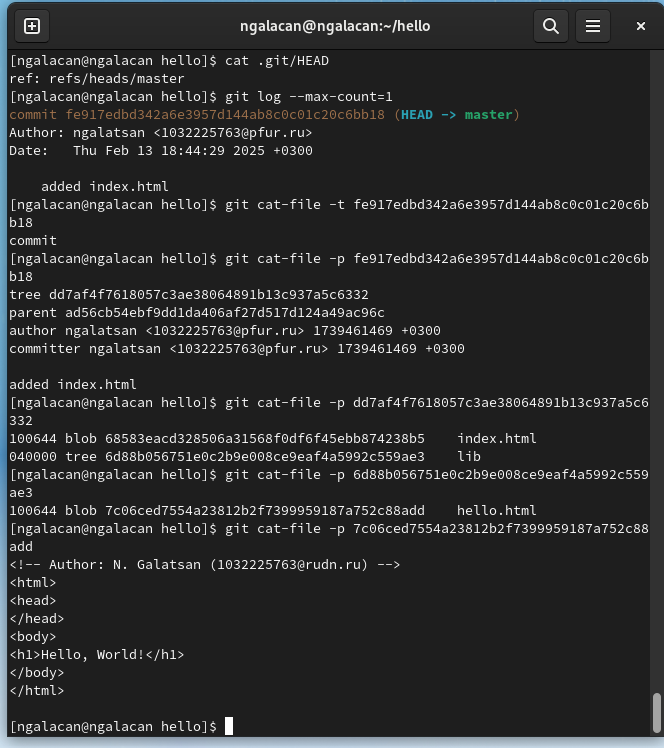 ngalacan@ngalacan:~/hello
[ngalacan@ngalacan hello]$ cat .git/HEAD
ref: refs/heads/master
[ngalacan@ngalacan hello]$ git log --max-count=1
commit fe917edbd342a6e3957d144ab8c0c01c20c6bb18 (HEAD -> master)
Author: ngalatsan <1032225763@pfur.ru>
Date:   Thu Feb 13 18:44:29 2025 +0300

    added index.html
[ngalacan@ngalacan hello]$ git cat-file -t fe917edbd342a6e3957d144ab8c0c01c20c6b
b18
commit
[ngalacan@ngalacan hello]$ git cat-file -p fe917edbd342a6e3957d144ab8c0c01c20c6b
b18
tree dd7af4f7618057c3ae38064891b13c937a5c6332
parent ad56cb54ebf9dd1da406af27d517d124a49ac96c
author ngalatsan <1032225763@pfur.ru> 1739461469 +0300
committer ngalatsan <1032225763@pfur.ru> 1739461469 +0300

added index.html
[ngalacan@ngalacan hello]$ git cat-file -p dd7af4f7618057c3ae38064891b13c937a5c6
332
100644 blob 68583eacd328506a31568f0df6f45ebb874238b5    index.html
040000 tree 6d88b056751e0c2b9e008ce9eaf4a5992c559ae3    lib
[ngalacan@ngalacan hello]$ git cat-file -p 6d88b056751e0c2b9e008ce9eaf4a5992c559
ae3
100644 blob 7c06ced7554a23812b2f7399959187a752c88add    hello.html
[ngalacan@ngalacan hello]$ git cat-file -p 7c06ced7554a23812b2f7399959187a752c88
add
<!-- Author: N. Galatsan (1032225763@rudn.ru) -->
<html>
<head>
</head>
<body>
<h1>Hello, World!</h1>
</body>
</html>

[ngalacan@ngalacan hello]$